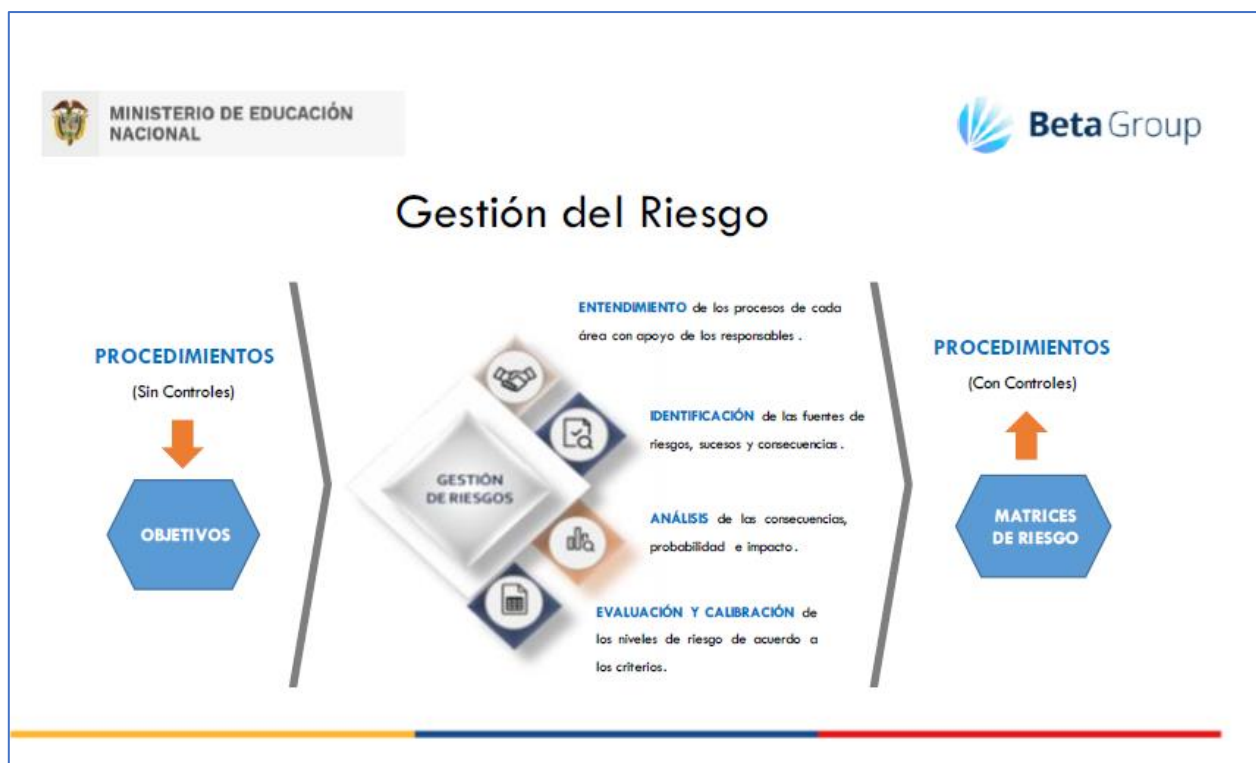 MINISTERIO DE EDUCACIÓN
NACIONAL
Beta Group
Gestión del Riesgo
PROCEDIMIENTOS
(Sin Controles)
OBJETIVOS
GESTIÓN
DE RIESGOS
ENTENDIMIENTO de los procesos de cada
área con apoyo de los responsables .
IDENTIFICACIÓN de las fuentes de
riesgos, sucesos y consecuencias .
ANÁLISIS de las consecuencias,
probabilidad e impacto .
EVALUACIÓN Y CALIBRACIÓN de
los niveles de riesgo de acuerdo a
los criterios.
PROCEDIMIENTOS
(Con Controles)
MATRICES
DE RIESGO